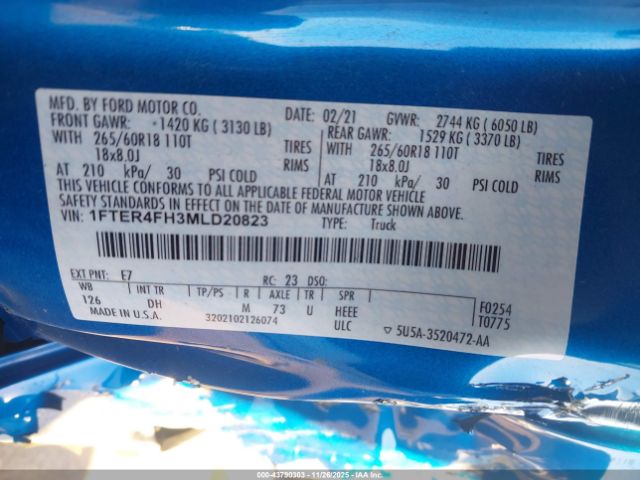 MFD. BY FORD MOTOR CO.
DATE: 02/21 GVWR: 2744 KG ( 6050 LB)
FRONT GAWR: 1420 KG ( 3130 LB)
REAR GAWR: 1529 KG ( 3370 LB)
WITH 265/60R18 110T TIRES
WITH 265/60R18 110T TIRES
18x8.0J RIMS
18x8.0J RIMS
AT 210 kPa/ 30 PSI COLD
AT 210 kPa/ 30 PSI COLD
THIS VEHICLE CONFORMS TO ALL APPLICABLE FEDERAL MOTOR VEHICLE
SAFETY STANDARDS IN EFFECT ON THE DATE OF MANUFACTURE SHOWN ABOVE.
VIN: 1FTER4FH3MLD20823
TYPE: Truck
EXT PNT: E7 RC: 23 DSO:
WB INT TR TP/PS R AXLE TR SPR
126 DH M 73 U HEEE
F0254
T0775
MADE IN U.S.A. 3202102126074 ULC 5U5A-3520472-AA
000-43790303 - 11/26/2025 - IAA Inc.